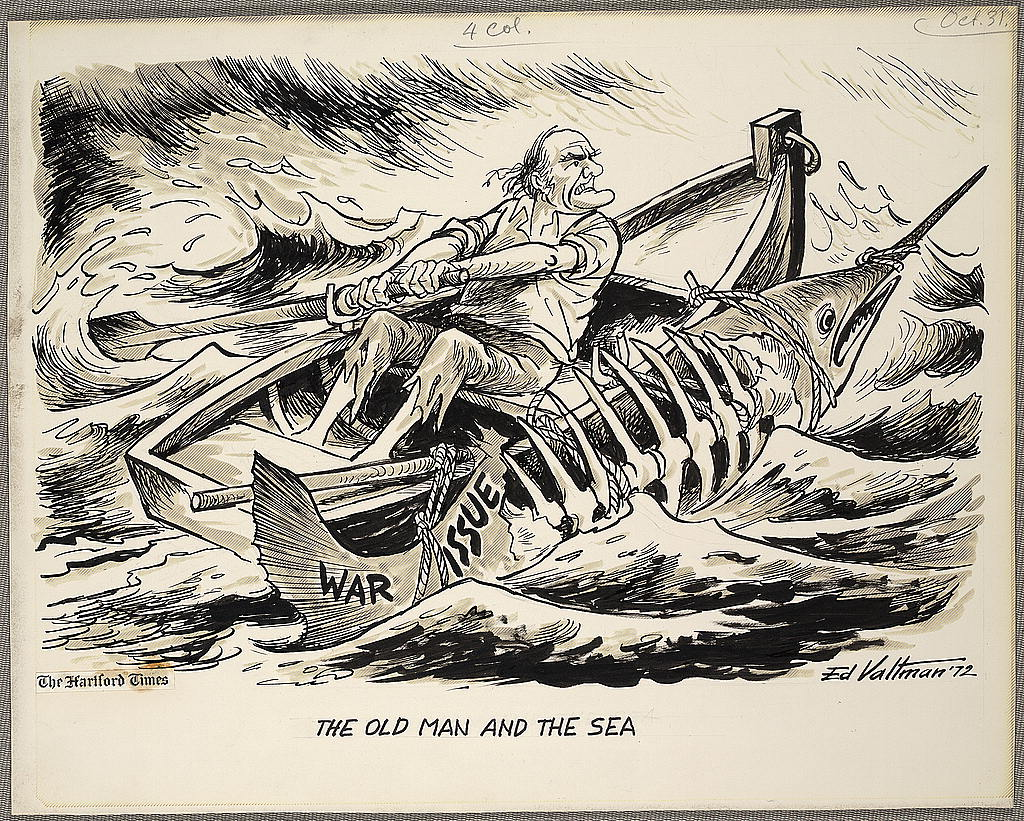 4 col.
Oct. 31.
WAR
ISSUE
Ed Valtman '72
The Hartford Times
THE OLD MAN AND THE SEA